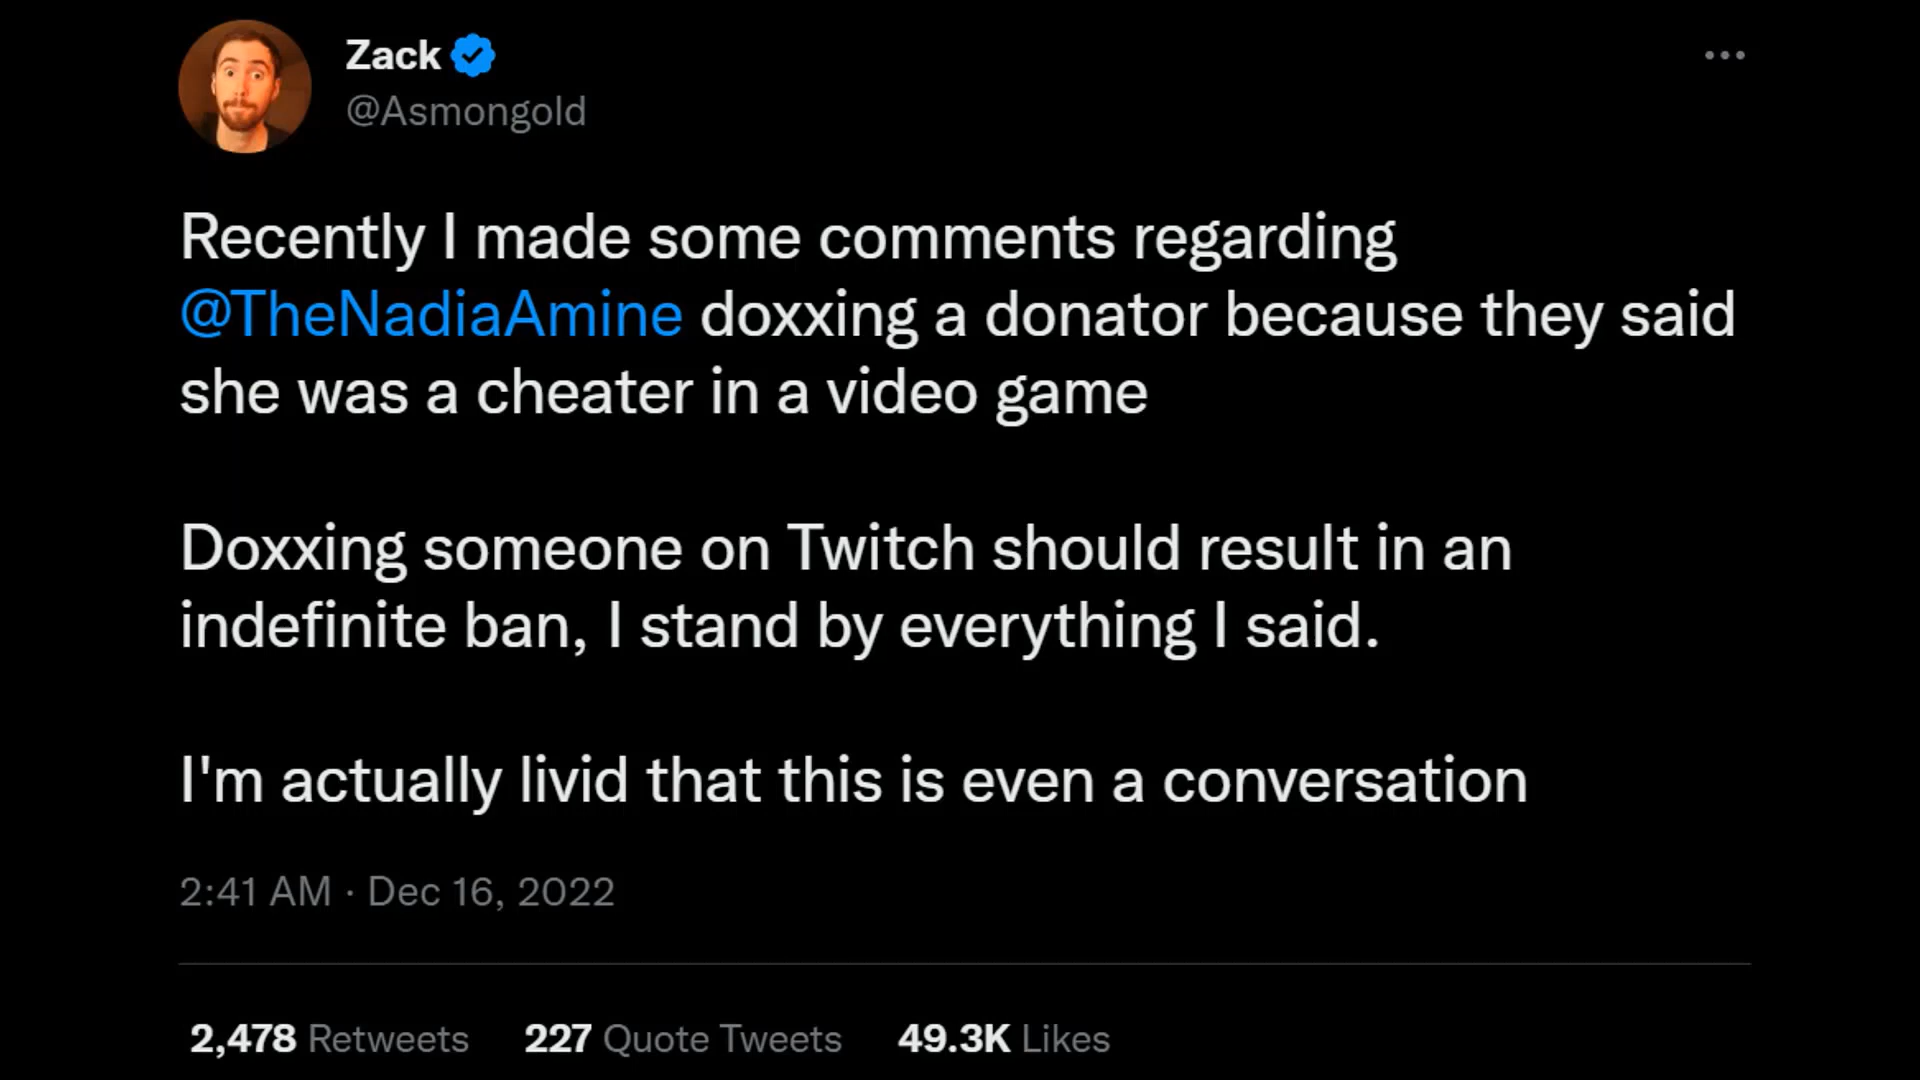 Zack
@Asmongold
Recently I made some comments regarding
@TheNadiaAmine doxxing a donator because they said
she was a cheater in a video game
Doxxing someone on Twitch should result in an
indefinite ban, I stand by everything I said.
I'm actually livid that this is even a conversation
2:41 AM · Dec 16, 2022
2,478 Retweets 227 Quote Tweets 49.3K Likes